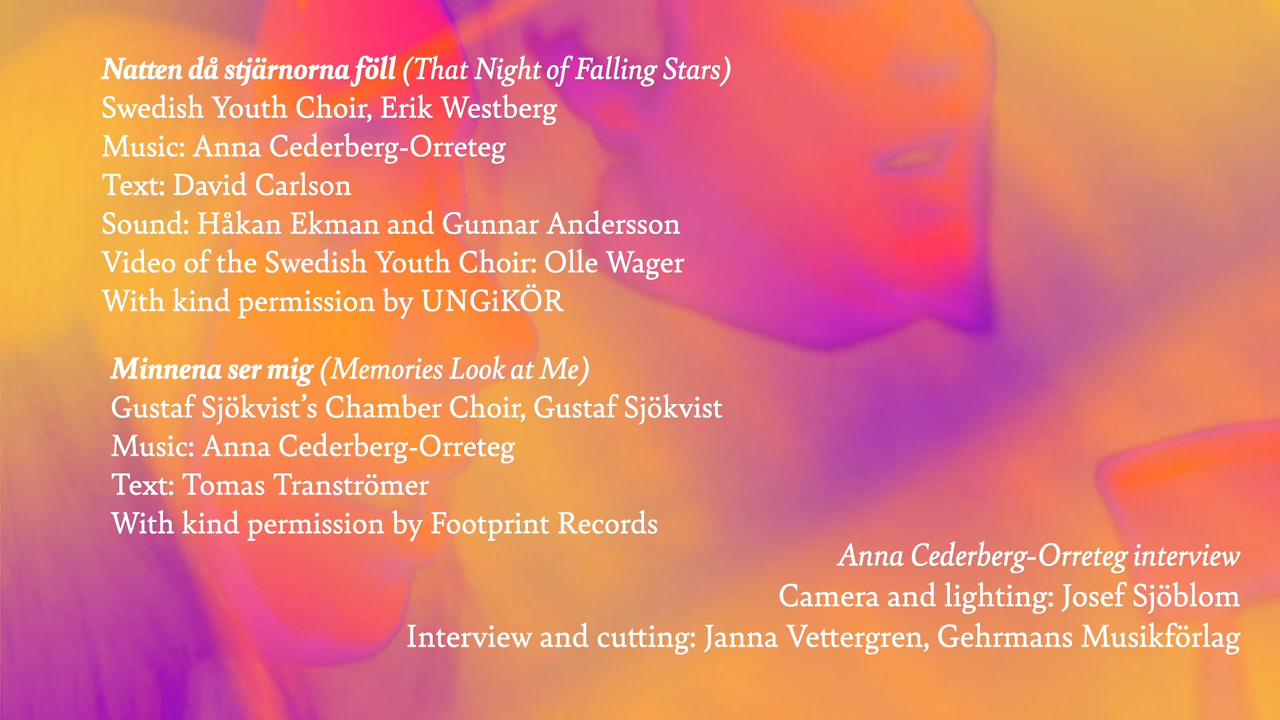 Natten då stjärnorna föll (That Night of Falling Stars)
Swedish Youth Choir, Erik Westberg
Music: Anna Cederberg-Orreteg
Text: David Carlson
Sound: Håkan Ekman and Gunnar Andersson
Video of the Swedish Youth Choir: Olle Wager
With kind permission by UNGiKÖR
Minnena ser mig (Memories Look at Me)
Gustaf Sjökvist’s Chamber Choir, Gustaf Sjökvist
Music: Anna Cederberg-Orreteg
Text: Tomas Tranströmer
With kind permission by Footprint Records
Anna Cederberg-Orreteg interview
Camera and lighting: Josef Sjöblom
Interview and cutting: Janna Vettergren, Gehrmans Musikförlag